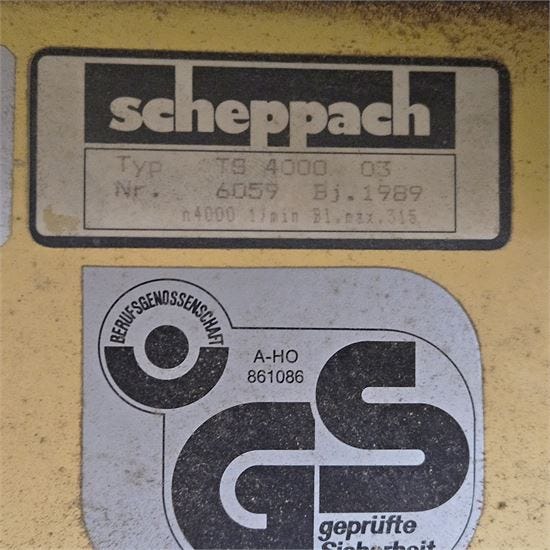 scheppach
Typ TS 4000 03
Nr. 6059 Bj.1989
n4000 1/min Bl.max.315
BERUFSGENOSSENSCHAFT
A-HO
861086
GS
geprüfte
Sicherheit